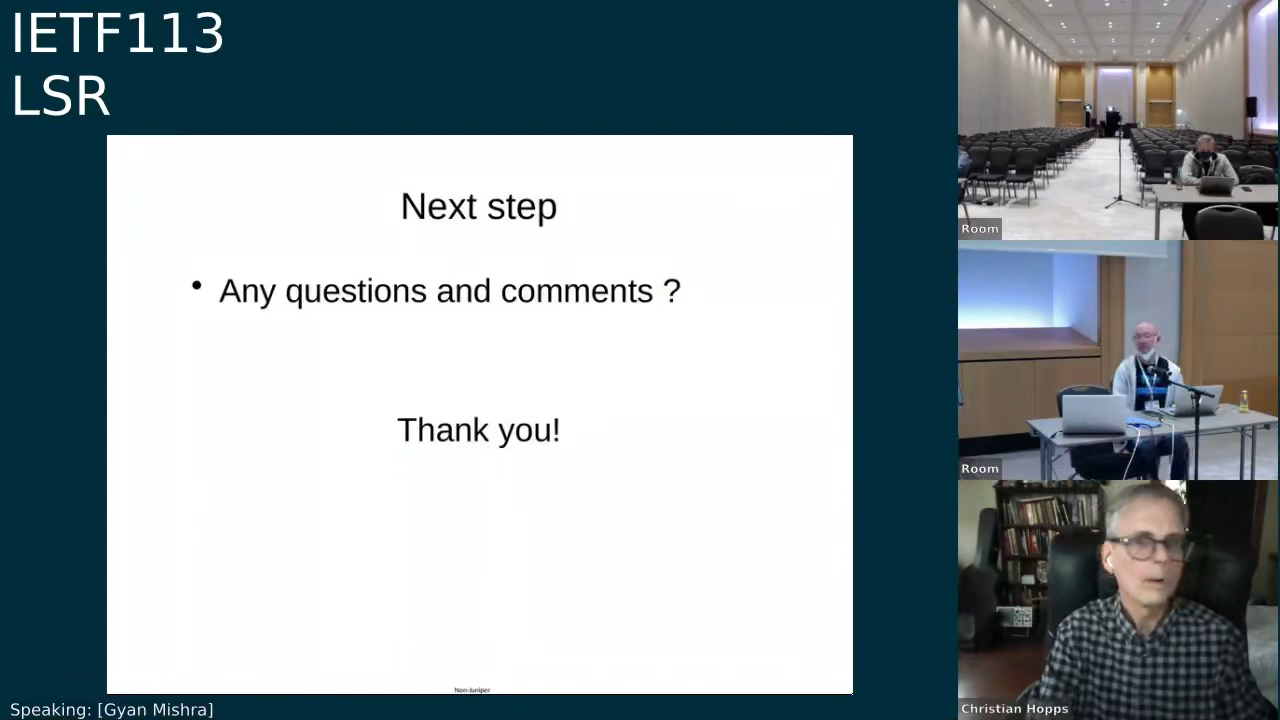 IETF113
LSR
Next step
• Any questions and comments ?
Thank you!
Non-Juniper
Speaking: [Gyan Mishra]
Room
Room
Christian Hopps